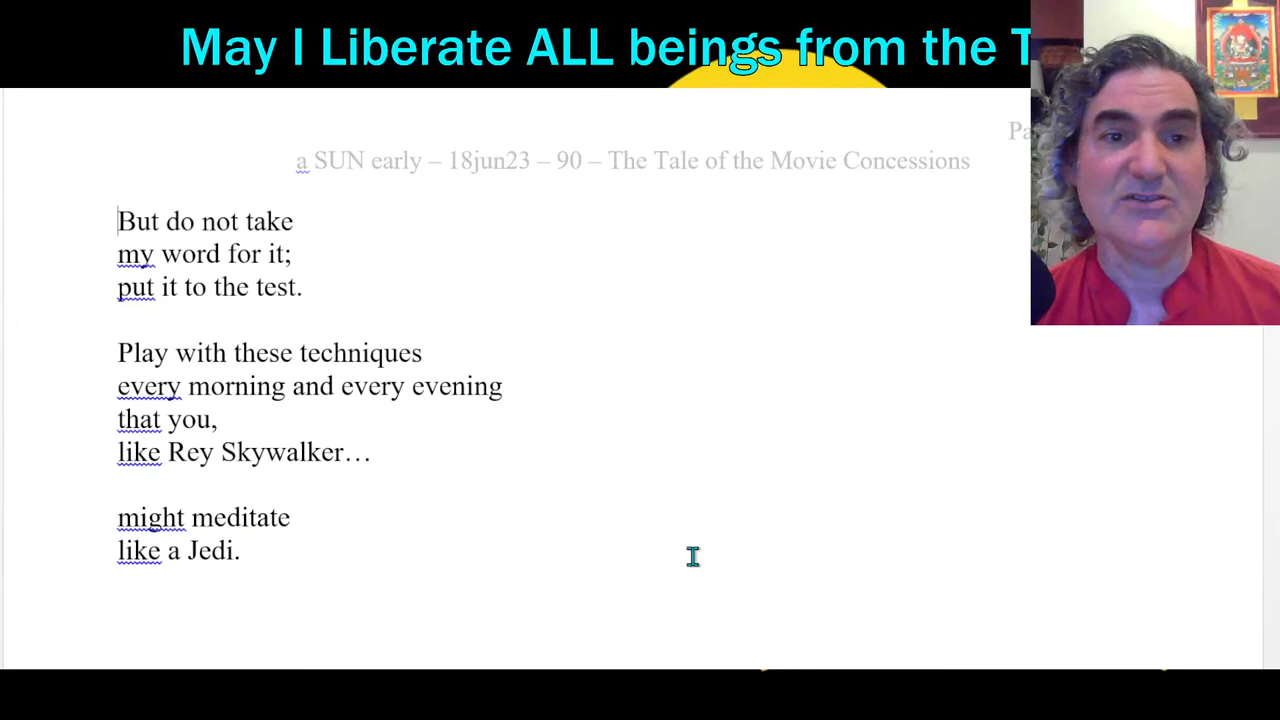 May I Liberate ALL beings from the T
a SUN early – 18jun23 – 90 – The Tale of the Movie Concessions
But do not take
my word for it;
put it to the test.
Play with these techniques
every morning and every evening
that you,
like Rey Skywalker…
might meditate
like a Jedi.